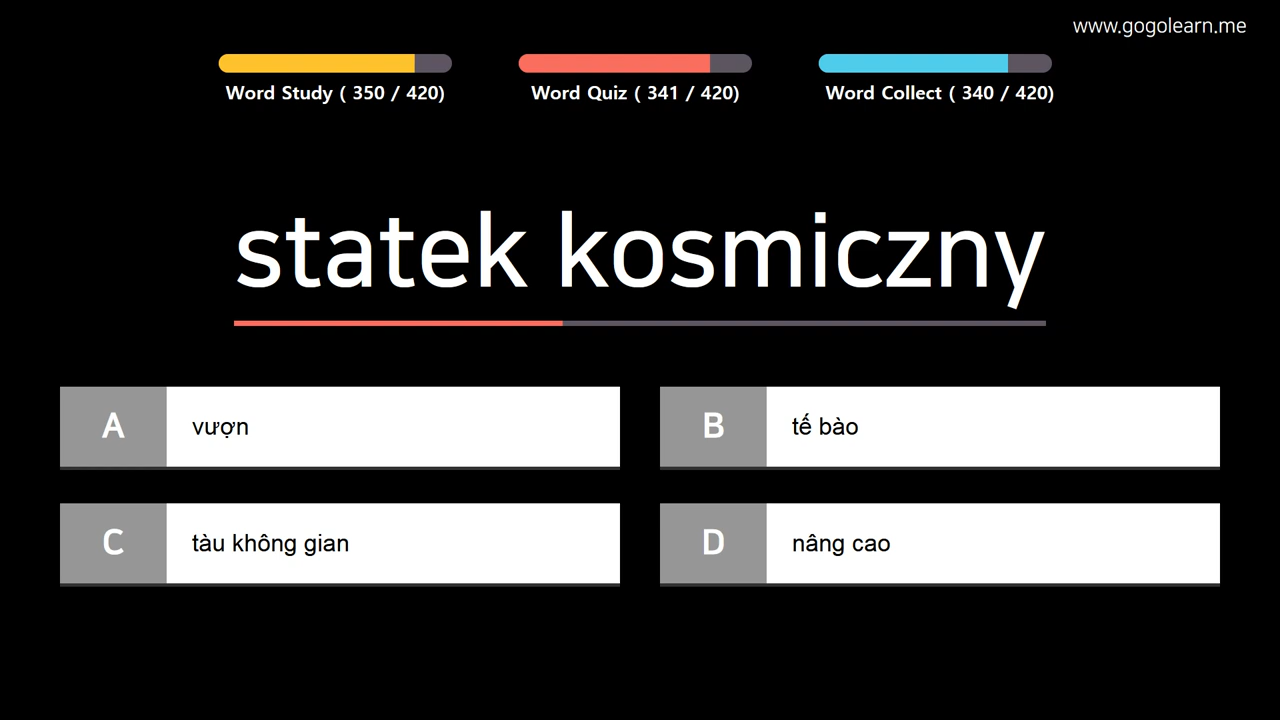 www.gogolearn.me
Word Study ( 350 / 420)
Word Quiz ( 341 / 420)
Word Collect ( 340 / 420)
statek kosmiczny
A
vượn
B
tế bào
C
tàu không gian
D
nâng cao